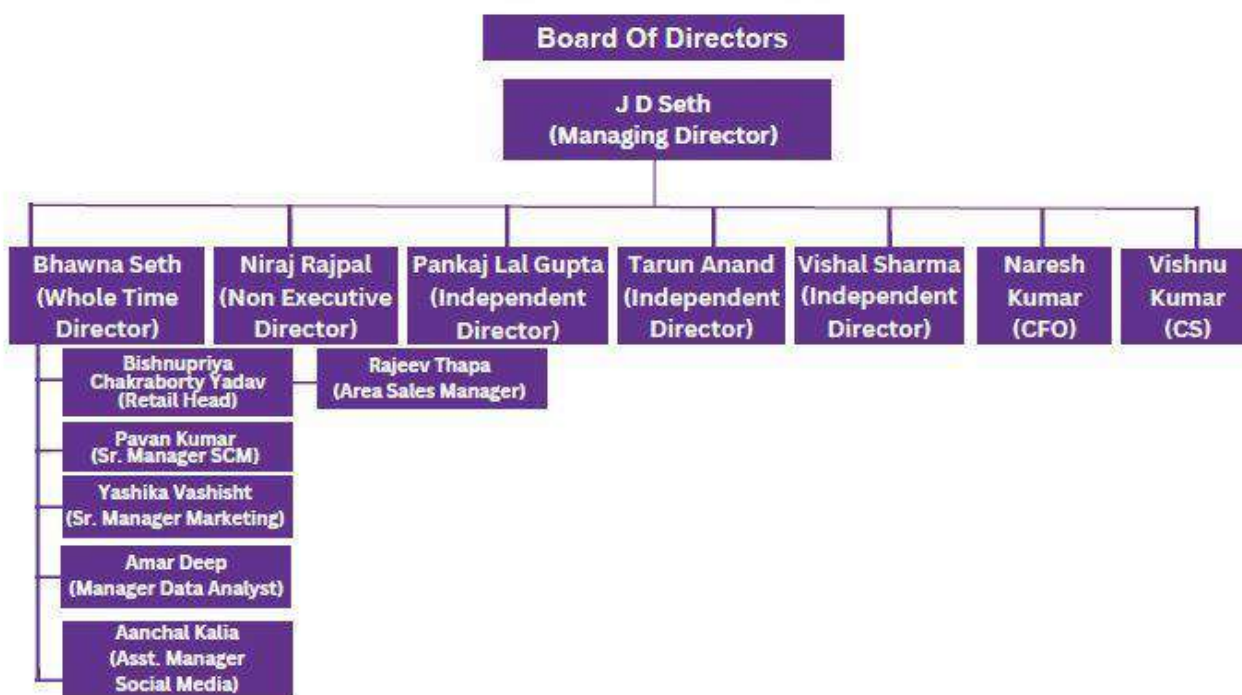 Board Of Directors
J D Seth
(Managing Director)
Bhawna Seth
(Whole Time
Director)
Niraj Rajpal
(Non Executive
Director)
Pankaj Lal Gupta
(Independent
Director)
Tarun Anand
(Independent
Director)
Vishal Sharma
(Independent
Director)
Naresh
Kumar
(CFO)
Vishnu
Kumar
(CS)
Bishnupriya
Chakraborty Yadav
(Retail Head)
Rajeev Thapa
(Area Sales Manager)
Pavan Kumar
(Sr. Manager SCM)
Yashika Vashisht
(Sr. Manager Marketing)
Amar Deep
(Manager Data Analyst)
Aanchal Kalia
(Asst. Manager
Social Media)